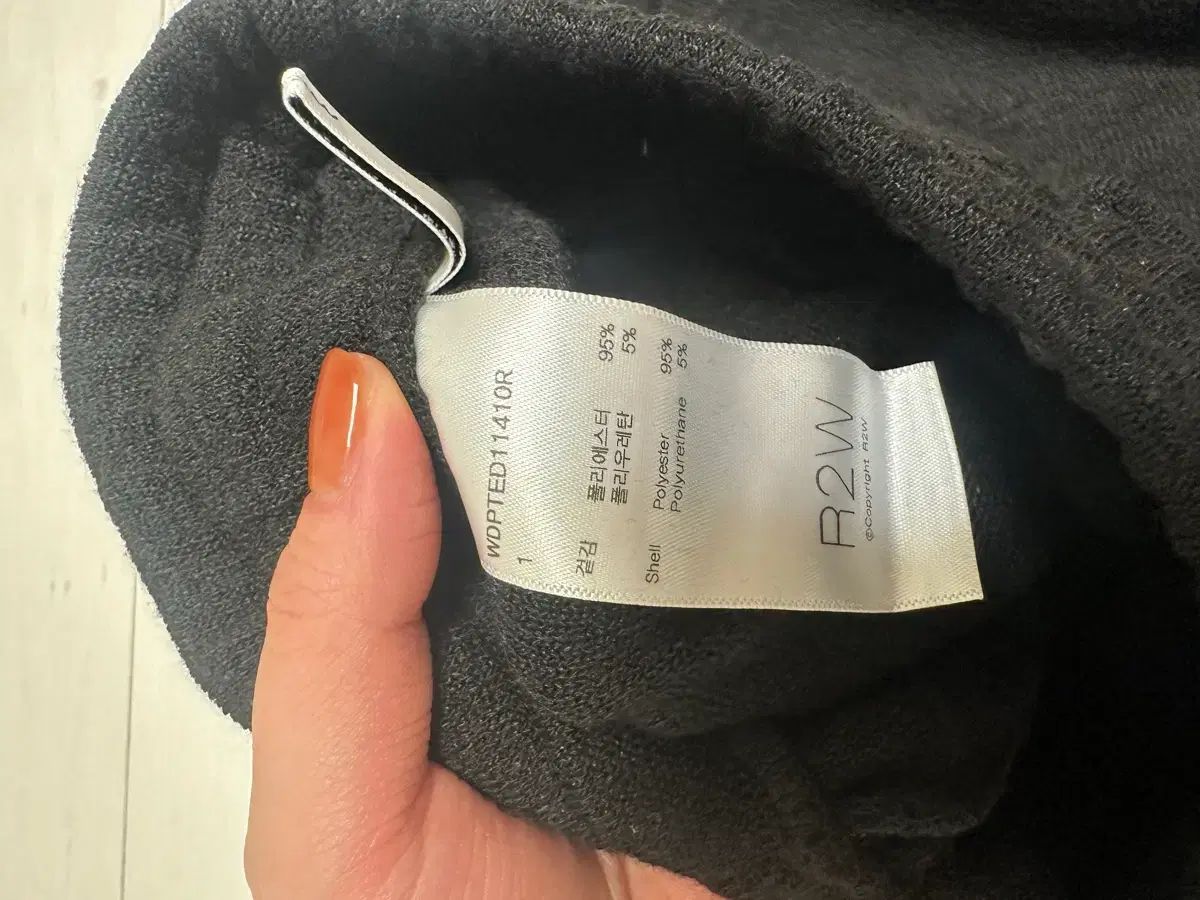 WDPTED11410R
1
겉감 폴리에스터 95%
폴리우레탄 5%
Shell Polyester 95%
Polyurethane 5%
R2W
©Copyright R2W